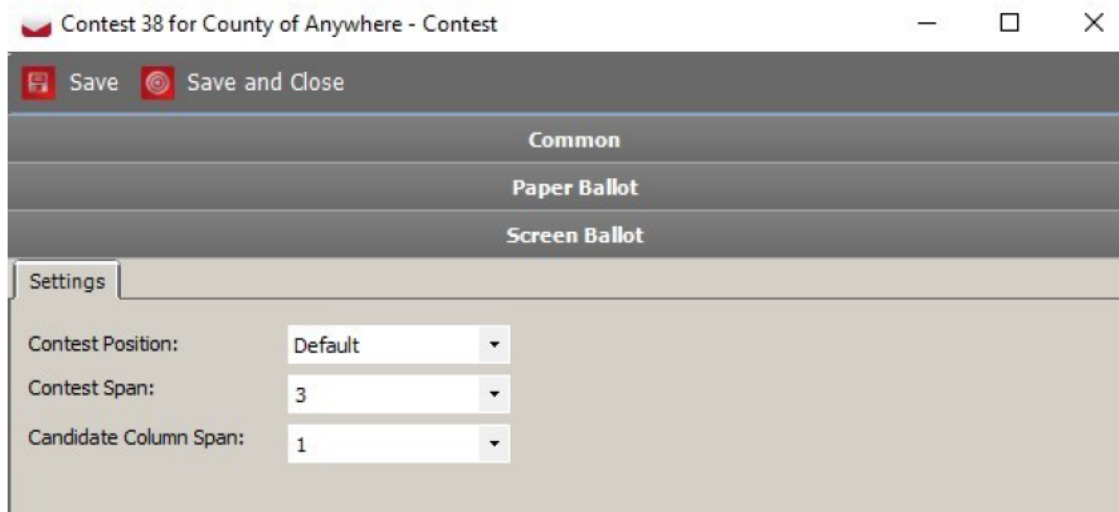 Contest 38 for County of Anywhere - Contest
Save Save and Close
Common
Paper Ballot
Screen Ballot
Settings
Contest Position: Default
Contest Span: 3
Candidate Column Span: 1